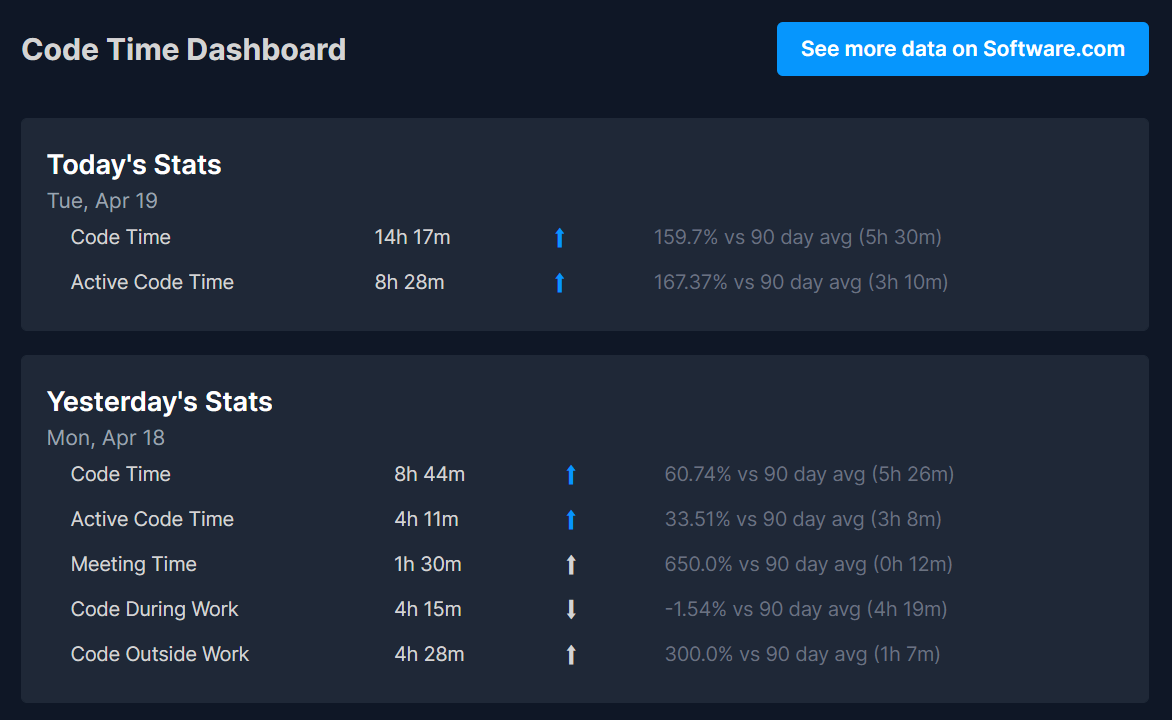 Code Time Dashboard
See more data on Software.com
Today's Stats
Tue, Apr 19
Code Time 14h 17m 159.7% vs 90 day avg (5h 30m)
Active Code Time 8h 28m 167.37% vs 90 day avg (3h 10m)
Yesterday's Stats
Mon, Apr 18
Code Time 8h 44m 60.74% vs 90 day avg (5h 26m)
Active Code Time 4h 11m 33.51% vs 90 day avg (3h 8m)
Meeting Time 1h 30m 650.0% vs 90 day avg (0h 12m)
Code During Work 4h 15m -1.54% vs 90 day avg (4h 19m)
Code Outside Work 4h 28m 300.0% vs 90 day avg (1h 7m)